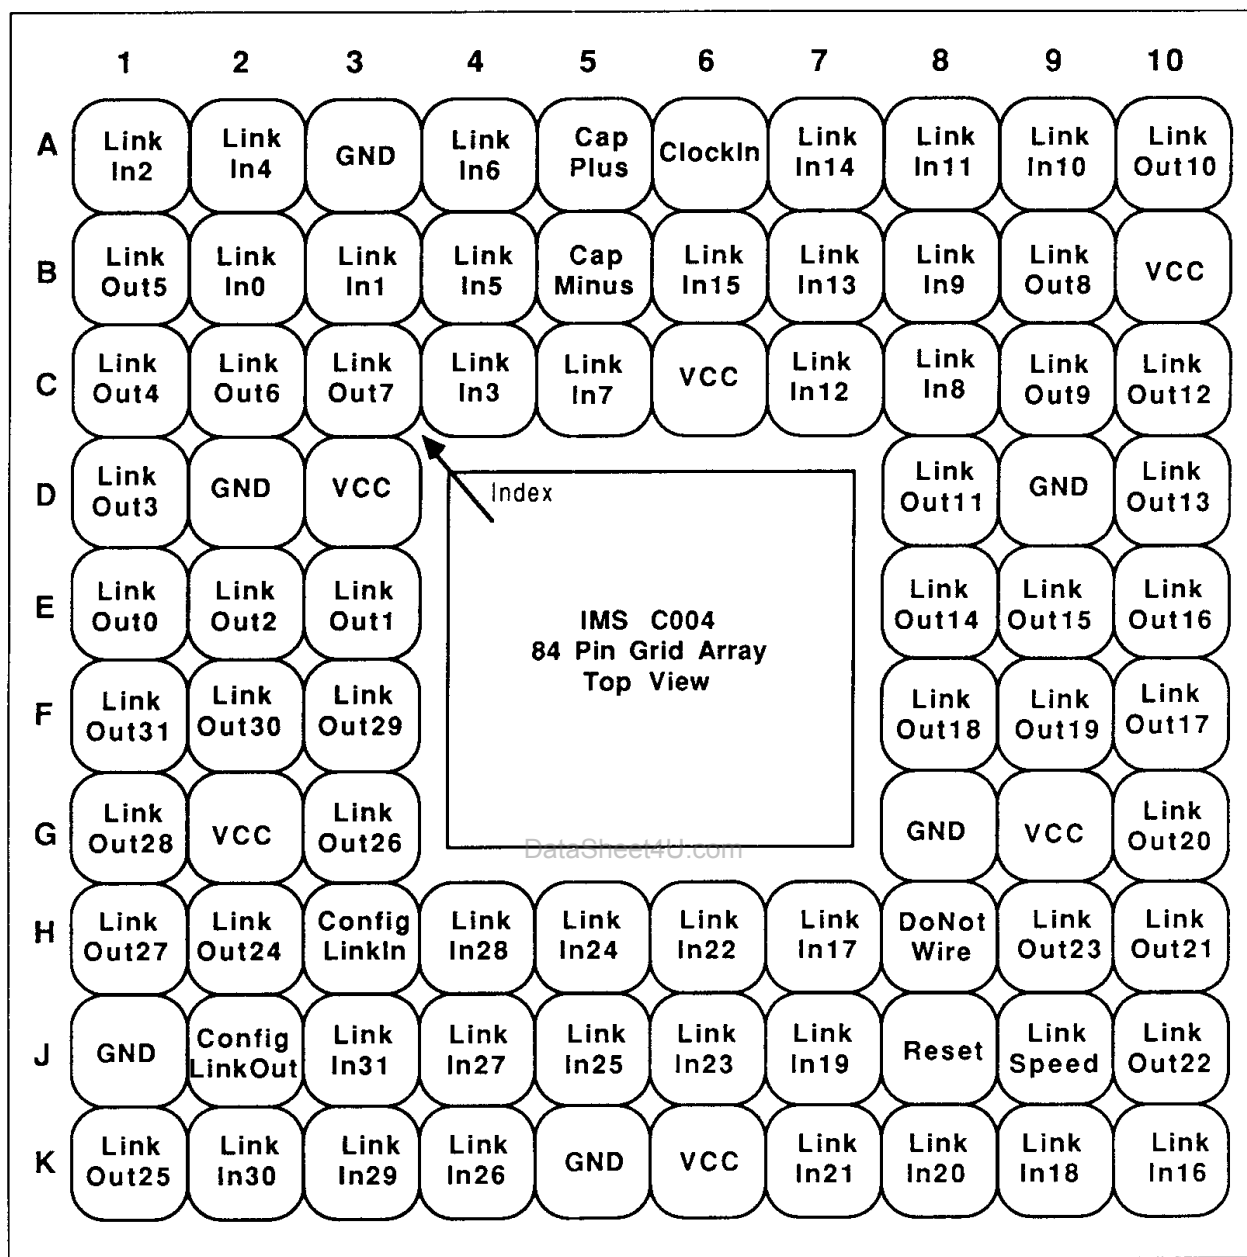 1 2 3 4 5 6 7 8 9 10
A
Link In2
Link In4
GND
Link In6
Cap Plus
ClockIn
Link In14
Link In11
Link In10
Link Out10
B
Link Out5
Link In0
Link In1
Link In5
Cap Minus
Link In15
Link In13
Link In9
Link Out8
VCC
C
Link Out4
Link Out6
Link Out7
Link In3
Link In7
VCC
Link In12
Link In8
Link Out9
Link Out12
D
Link Out3
GND
VCC
Index
Link Out11
GND
Link Out13
E
Link Out0
Link Out2
Link Out1
IMS C004
84 Pin Grid Array
Top View
Link Out14
Link Out15
Link Out16
F
Link Out31
Link Out30
Link Out29
Link Out18
Link Out19
Link Out17
G
Link Out28
VCC
Link Out26
DataSheet4U.com
GND
VCC
Link Out20
H
Link Out27
Link Out24
Config LinkIn
Link In28
Link In24
Link In22
Link In17
DoNot Wire
Link Out23
Link Out21
J
GND
Config LinkOut
Link In31
Link In27
Link In25
Link In23
Link In19
Reset
Link Speed
Link Out22
K
Link Out25
Link In30
Link In29
Link In26
GND
VCC
Link In21
Link In20
Link In18
Link In16